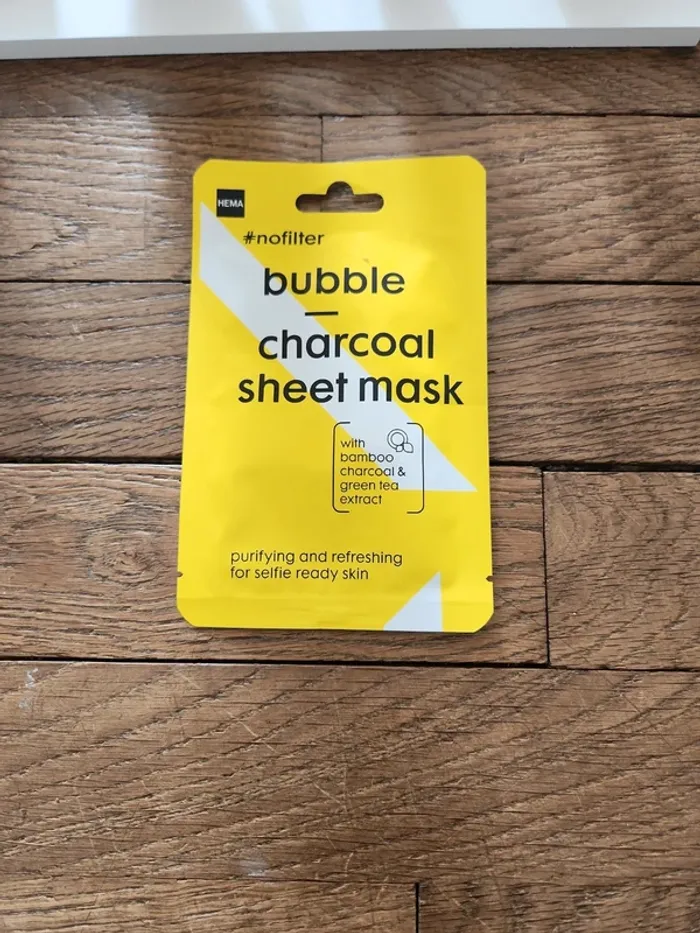 HEMA
#nofilter
bubble
—
charcoal
sheet mask
with
bamboo
charcoal &
green tea
extract
purifying and refreshing
for selfie ready skin